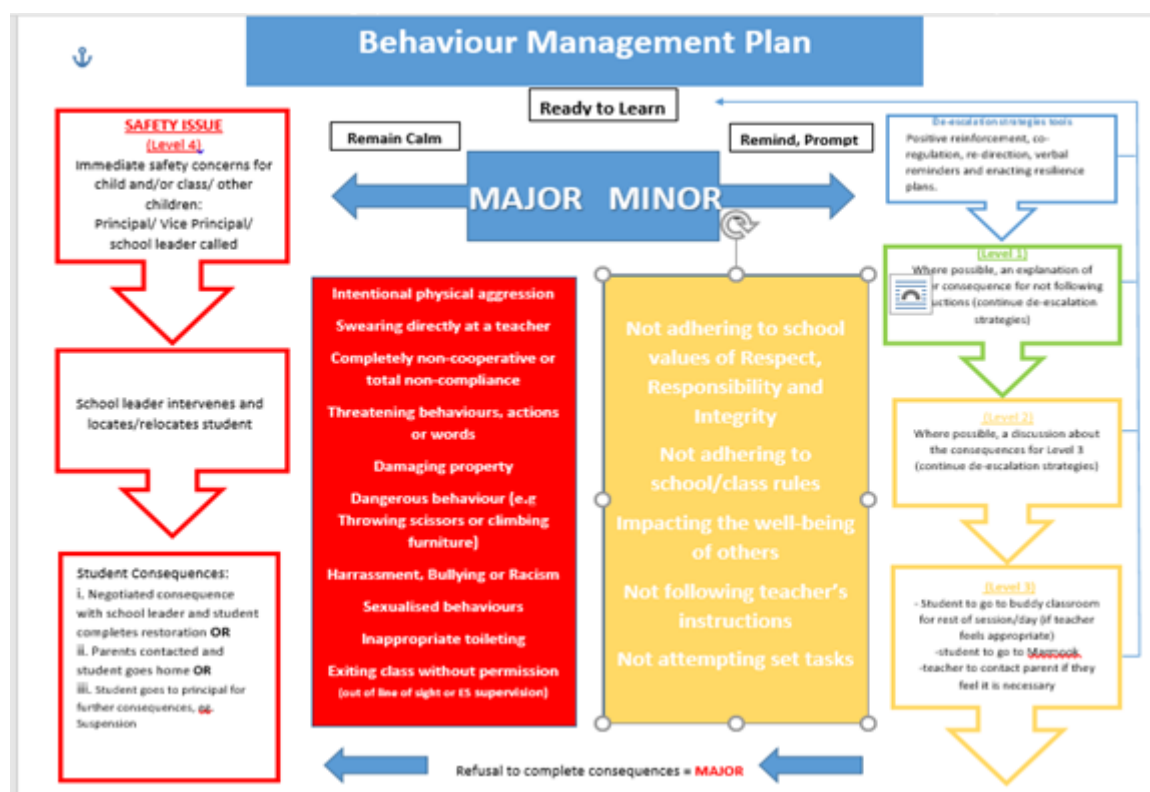 Behaviour Management Plan
Ready to Learn
Remain Calm
Remind, Prompt
MAJOR MINOR
SAFETY ISSUE
(Level 4)
Immediate safety concerns for
child and/or class/ other
children:
Principal/ Vice Principal/
school leader called
School leader intervenes and
locates/relocates student
Student Consequences:
i. Negotiated consequence
with school leader and student
completes restoration OR
ii. Parents contacted and
student goes home OR
iii. Student goes to principal for
further consequences, eg.
Suspension
Intentional physical aggression
Swearing directly at a teacher
Completely non-cooperative or
total non-compliance
Threatening behaviours, actions
or words
Damaging property
Dangerous behaviour (e.g
Throwing scissors or climbing
furniture)
Harrassment, Bullying or Racism
Sexualised behaviours
Inappropriate toileting
Exiting class without permission
(out of line of sight or ES supervision)
Not adhering to school
values of Respect,
Responsibility and
Integrity
Not adhering to
school/class rules
Impacting the well-being
of others
Not following teacher's
instructions
Not attempting set tasks
De-escalation strategies tools
Positive reinforcement, co-
regulation, re-direction, verbal
reminders and enacting resilience
plans.
(Level 1)
Where possible, an explanation of
consequence for not following
(continue de-escalation
strategies)
(Level 2)
Where possible, a discussion about
the consequences for Level 3
(continue de-escalation strategies)
(Level 3)
- Student to go to buddy classroom
for rest of session/day (if teacher
feels appropriate)
-student to go to
-teacher to contact parent if they
feel it is necessary
Refusal to complete consequences = MAJOR